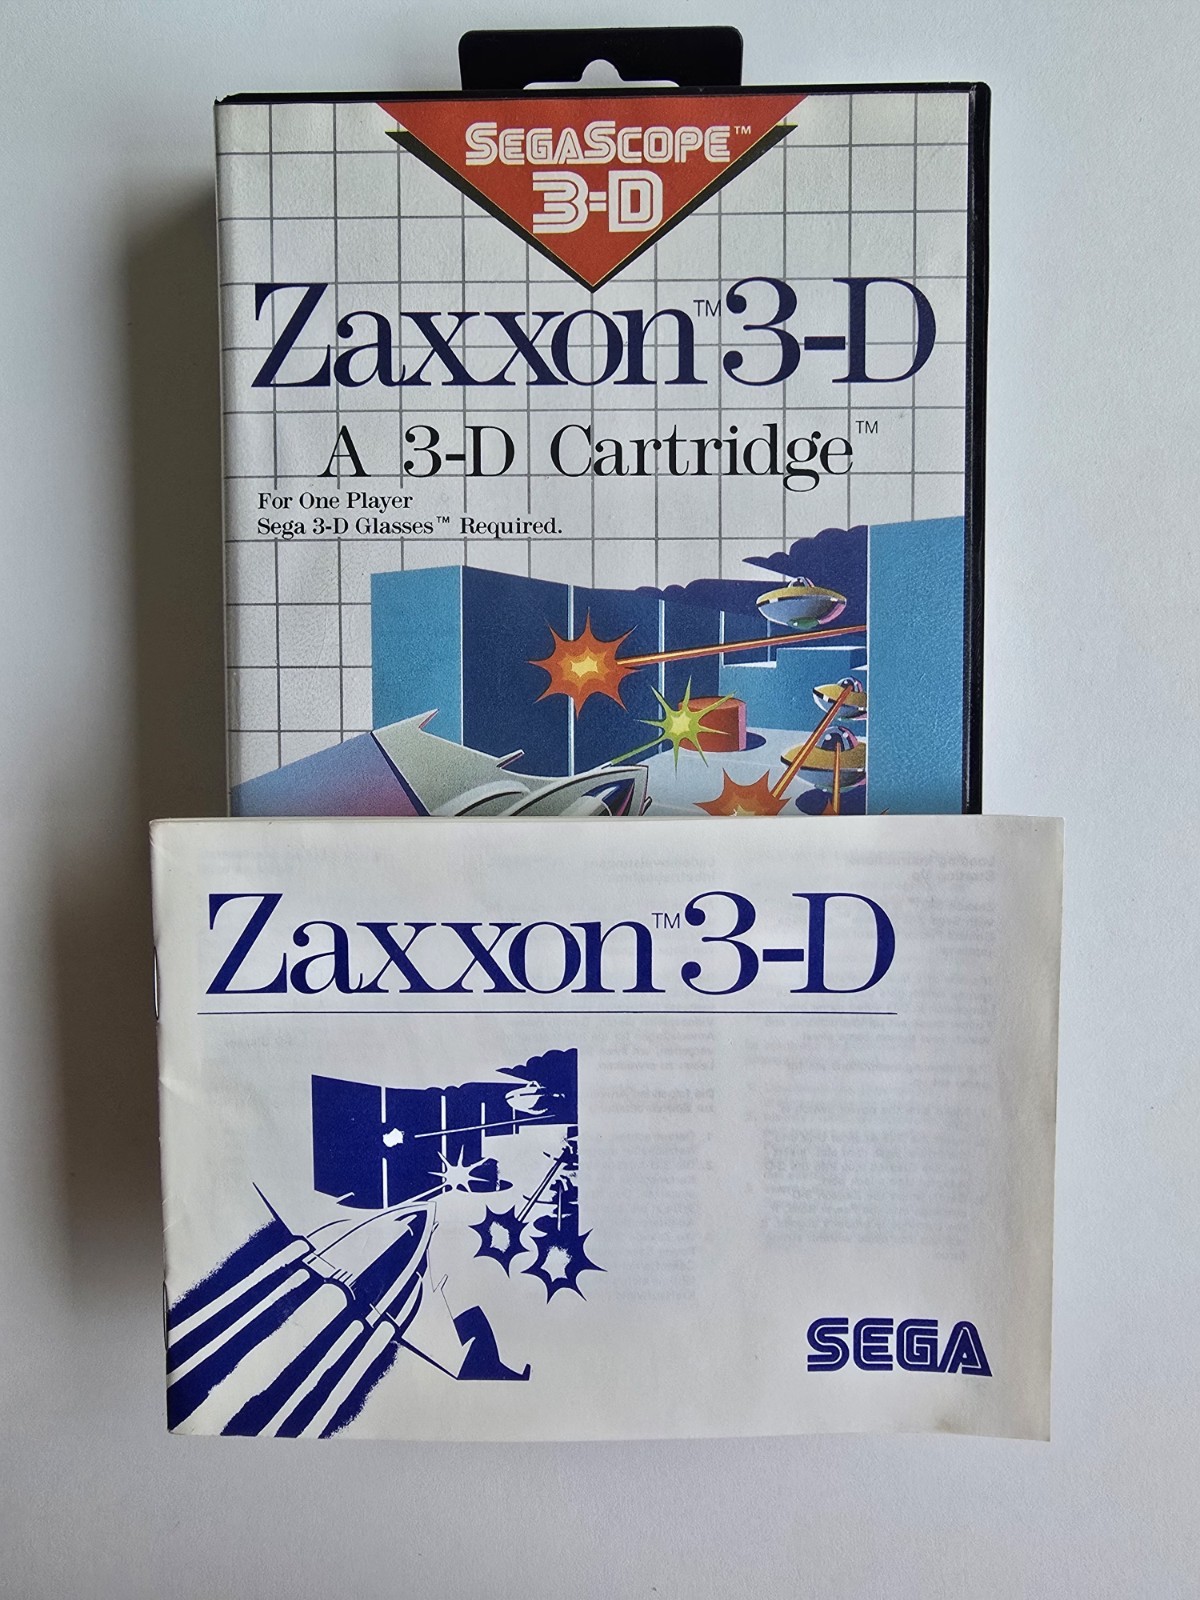 SEGASCOPE™
3-D
Zaxxon™ 3-D
A 3-D Cartridge™
For One Player
Sega 3-D Glasses™ Required.
Zaxxon™ 3-D
SEGA